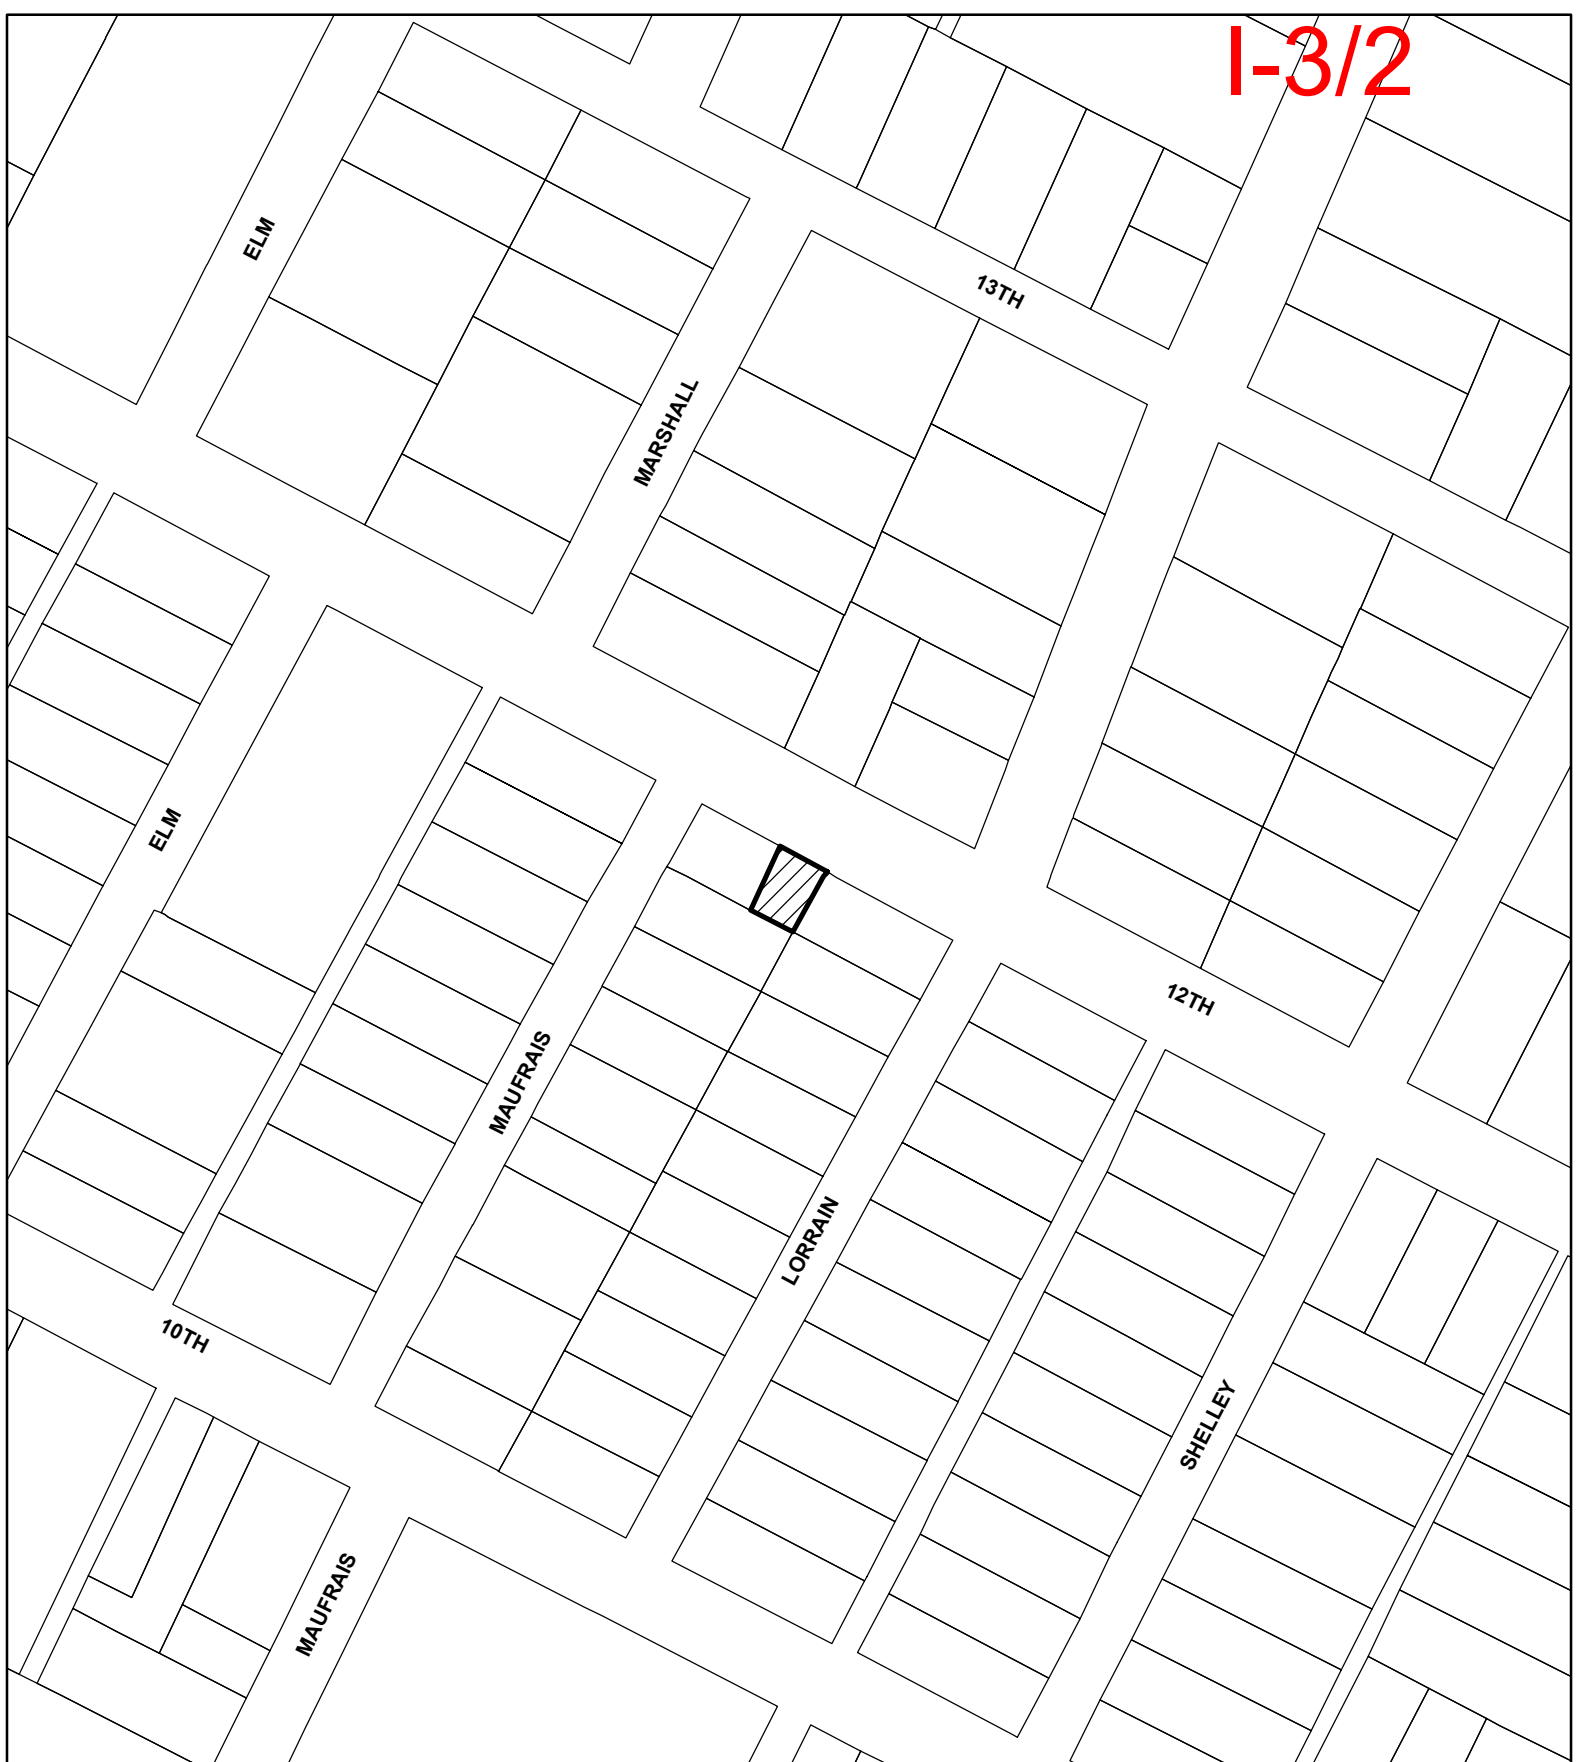 I-3/2
ELM
13TH
MARSHALL
ELM
12TH
MAUFRAIS
LORRAIN
10TH
SHELLEY
MAUFRAIS